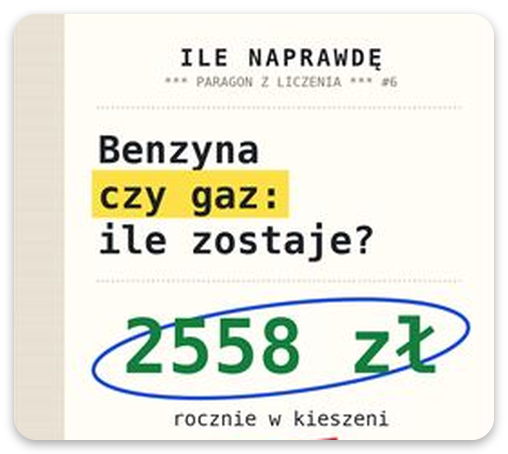 ILE NAPRAWDĘ
*** PARAGON Z LICZENIA *** #6
Benzyna
czy gaz:
ile zostaje?
2558 zł
rocznie w kieszeni